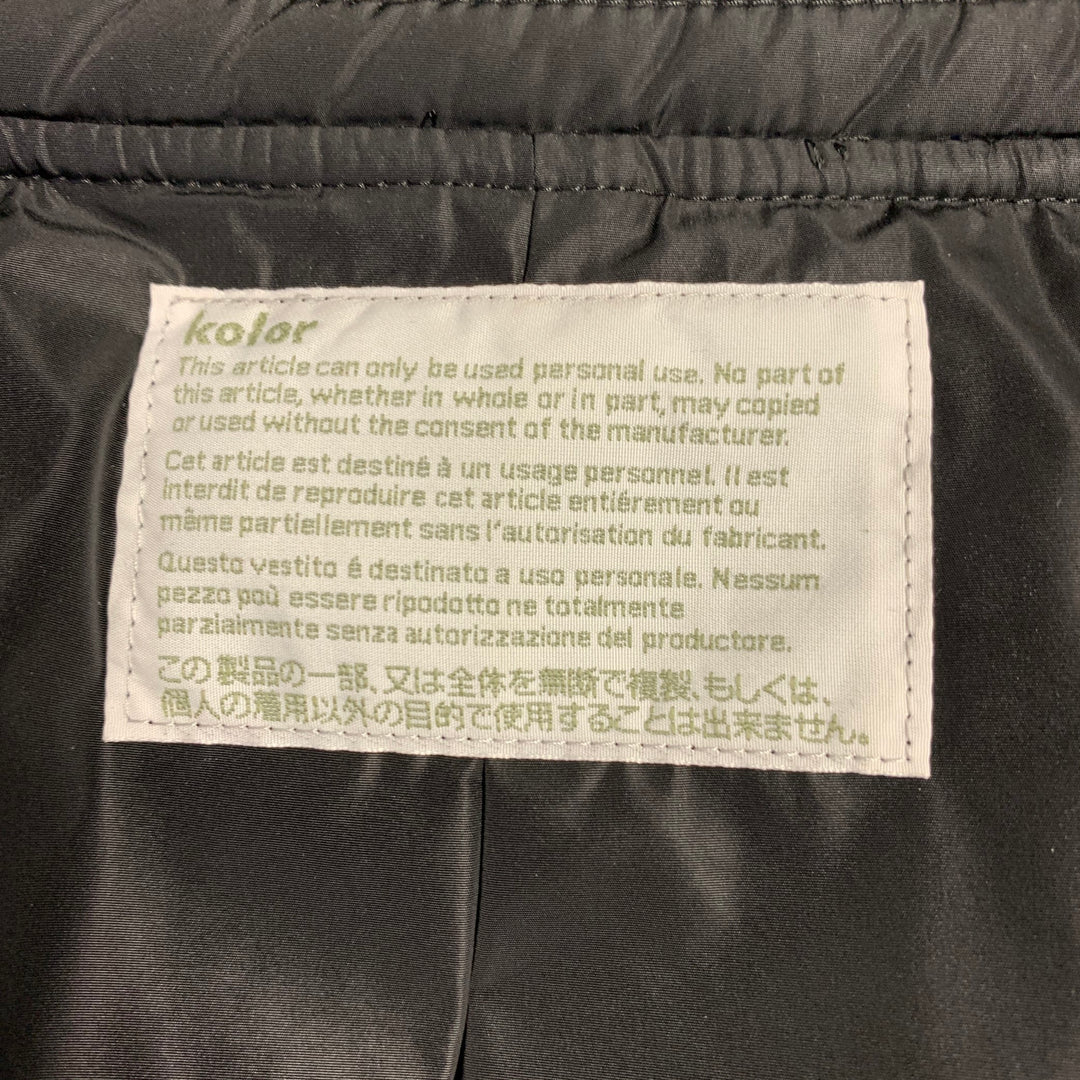 kolor
This article can only be used personal use. No part of
this article, whether in whole or in part, may copied
or used without the consent of the manufacturer.
Cet article est destiné à un usage personnel. Il est
interdit de reproduire cet article entiérement ou
même partiellement sans l'autorisation du fabricant.
Questo vestito é destinato a uso personale. Nessum
pezzo poù essere ripodotto ne totalmente
parzialmente senza autorizzazione del productore.
この製品の一部、又は全体を無断で複製、もしくは、
個人の着用以外の目的で使用することは出来ません。